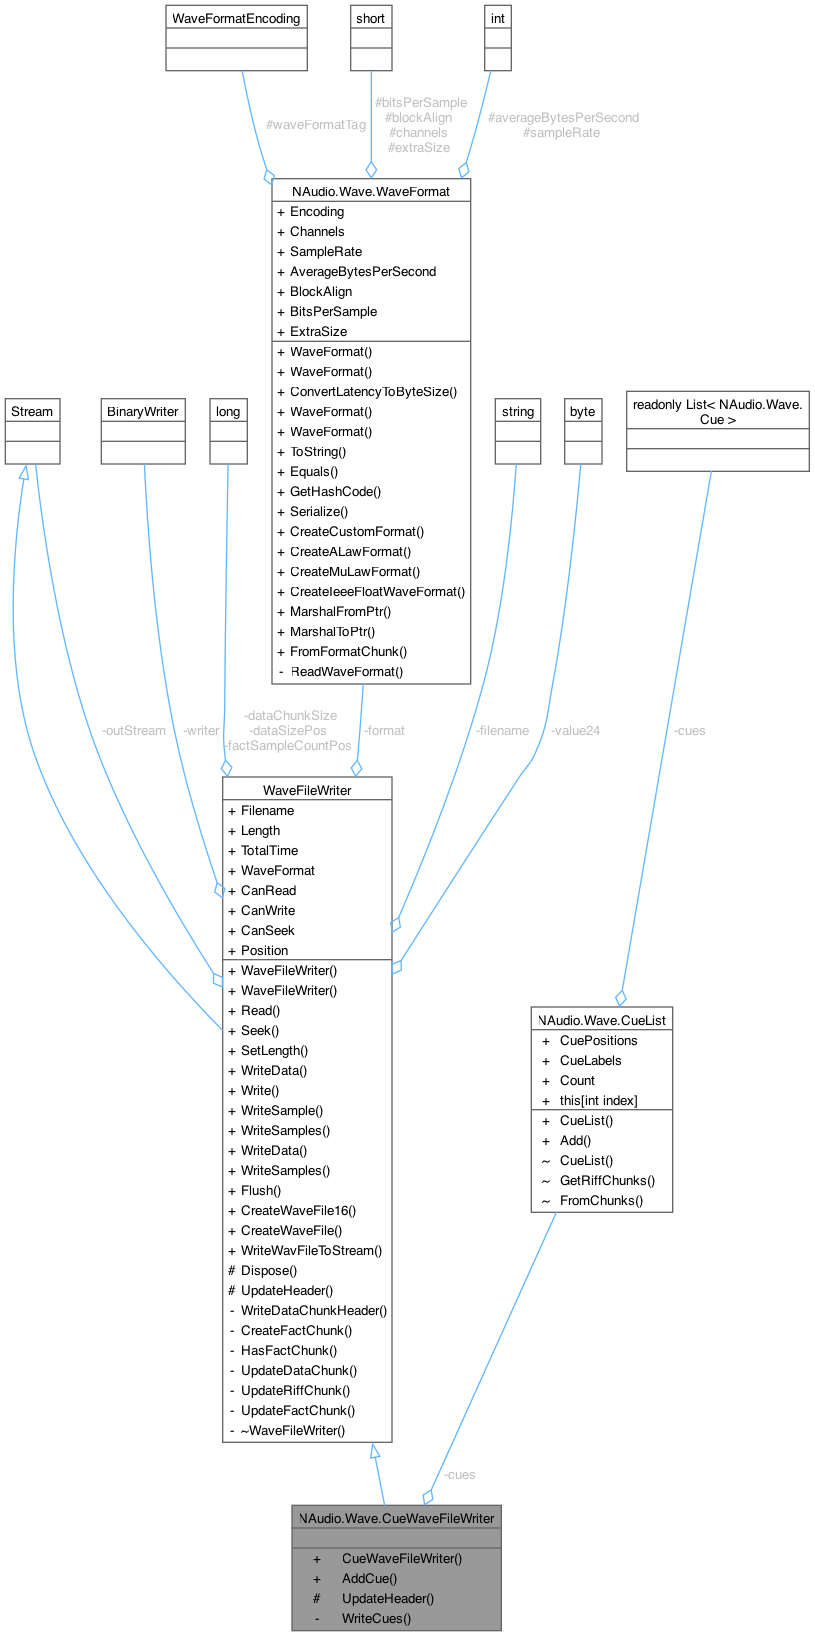 WaveFormatEncoding
short
int
#waveFormatTag
#bitsPerSample
#blockAlign
#channels
#extraSize
#averageBytesPerSecond
#sampleRate
NAudio.Wave.WaveFormat
+ Encoding
+ Channels
+ SampleRate
+ AverageBytesPerSecond
+ BlockAlign
+ BitsPerSample
+ ExtraSize
+ WaveFormat()
+ WaveFormat()
+ ConvertLatencyToByteSize()
+ WaveFormat()
+ WaveFormat()
+ ToString()
+ Equals()
+ GetHashCode()
+ Serialize()
+ CreateCustomFormat()
+ CreateALawFormat()
+ CreateMuLawFormat()
+ CreateIeeeFloatWaveFormat()
+ MarshalFromPtr()
+ MarshalToPtr()
+ FromFormatChunk()
- ReadWaveFormat()
Stream
BinaryWriter
long
string
byte
readonly List< NAudio.Wave.
Cue >
-outStream
-writer
-dataChunkSize
-dataSizePos
-factSampleCountPos
-format
-filename
-value24
-cues
WaveFileWriter
+ Filename
+ Length
+ TotalTime
+ WaveFormat
+ CanRead
+ CanWrite
+ CanSeek
+ Position
+ WaveFileWriter()
+ WaveFileWriter()
+ Read()
+ Seek()
+ SetLength()
+ WriteData()
+ Write()
+ WriteSample()
+ WriteSamples()
+ WriteData()
+ WriteSamples()
+ Flush()
+ CreateWaveFile16()
+ CreateWaveFile()
+ WriteWavFileToStream()
# Dispose()
# UpdateHeader()
- WriteDataChunkHeader()
- CreateFactChunk()
- HasFactChunk()
- UpdateDataChunk()
- UpdateRiffChunk()
- UpdateFactChunk()
- ~WaveFileWriter()
NAudio.Wave.CueList
+ CuePositions
+ CueLabels
+ Count
+ this[int index]
+ CueList()
+ Add()
~ CueList()
~ GetRiffChunks()
~ FromChunks()
-cues
NAudio.Wave.CueWaveFileWriter
+ CueWaveFileWriter()
+ AddCue()
# UpdateHeader()
- WriteCues()